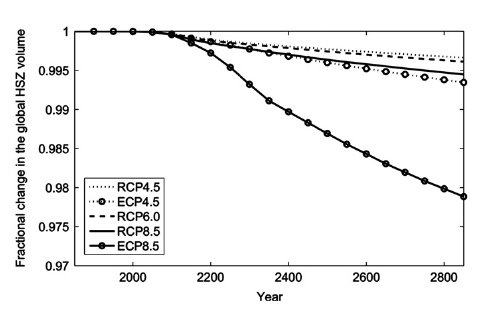 Fractional change in the global HSZ volume
1
0.995
0.99
0.985
0.98
0.975
0.97
RCP4.5
ECP4.5
RCP6.0
RCP8.5
ECP8.5
2000 2200 2400 2600 2800
Year